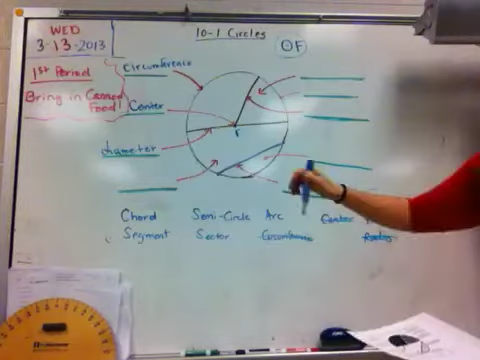 WED
3-13-2013
10-1 Circles
OF
1st Period
Bring in Canned
Food!
Circumference
Center
diameter
P
Chord
Semi-Circle
Arc
Center
Segment
Sector
Circumference
Radius